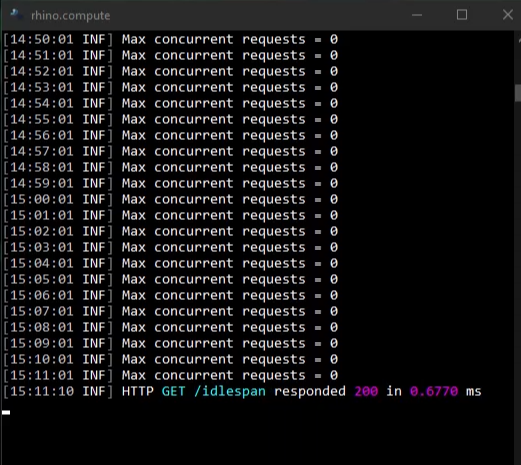 rhino.compute
[14:50:01 INF] Max concurrent requests = 0
[14:51:01 INF] Max concurrent requests = 0
[14:52:01 INF] Max concurrent requests = 0
[14:53:01 INF] Max concurrent requests = 0
[14:54:01 INF] Max concurrent requests = 0
[14:55:01 INF] Max concurrent requests = 0
[14:56:01 INF] Max concurrent requests = 0
[14:57:01 INF] Max concurrent requests = 0
[14:58:01 INF] Max concurrent requests = 0
[14:59:01 INF] Max concurrent requests = 0
[15:00:01 INF] Max concurrent requests = 0
[15:01:01 INF] Max concurrent requests = 0
[15:02:01 INF] Max concurrent requests = 0
[15:03:01 INF] Max concurrent requests = 0
[15:04:01 INF] Max concurrent requests = 0
[15:05:01 INF] Max concurrent requests = 0
[15:06:01 INF] Max concurrent requests = 0
[15:07:01 INF] Max concurrent requests = 0
[15:08:01 INF] Max concurrent requests = 0
[15:09:01 INF] Max concurrent requests = 0
[15:10:01 INF] Max concurrent requests = 0
[15:11:01 INF] Max concurrent requests = 0
[15:11:10 INF] HTTP GET /idlespan responded 200 in 0.6770 ms